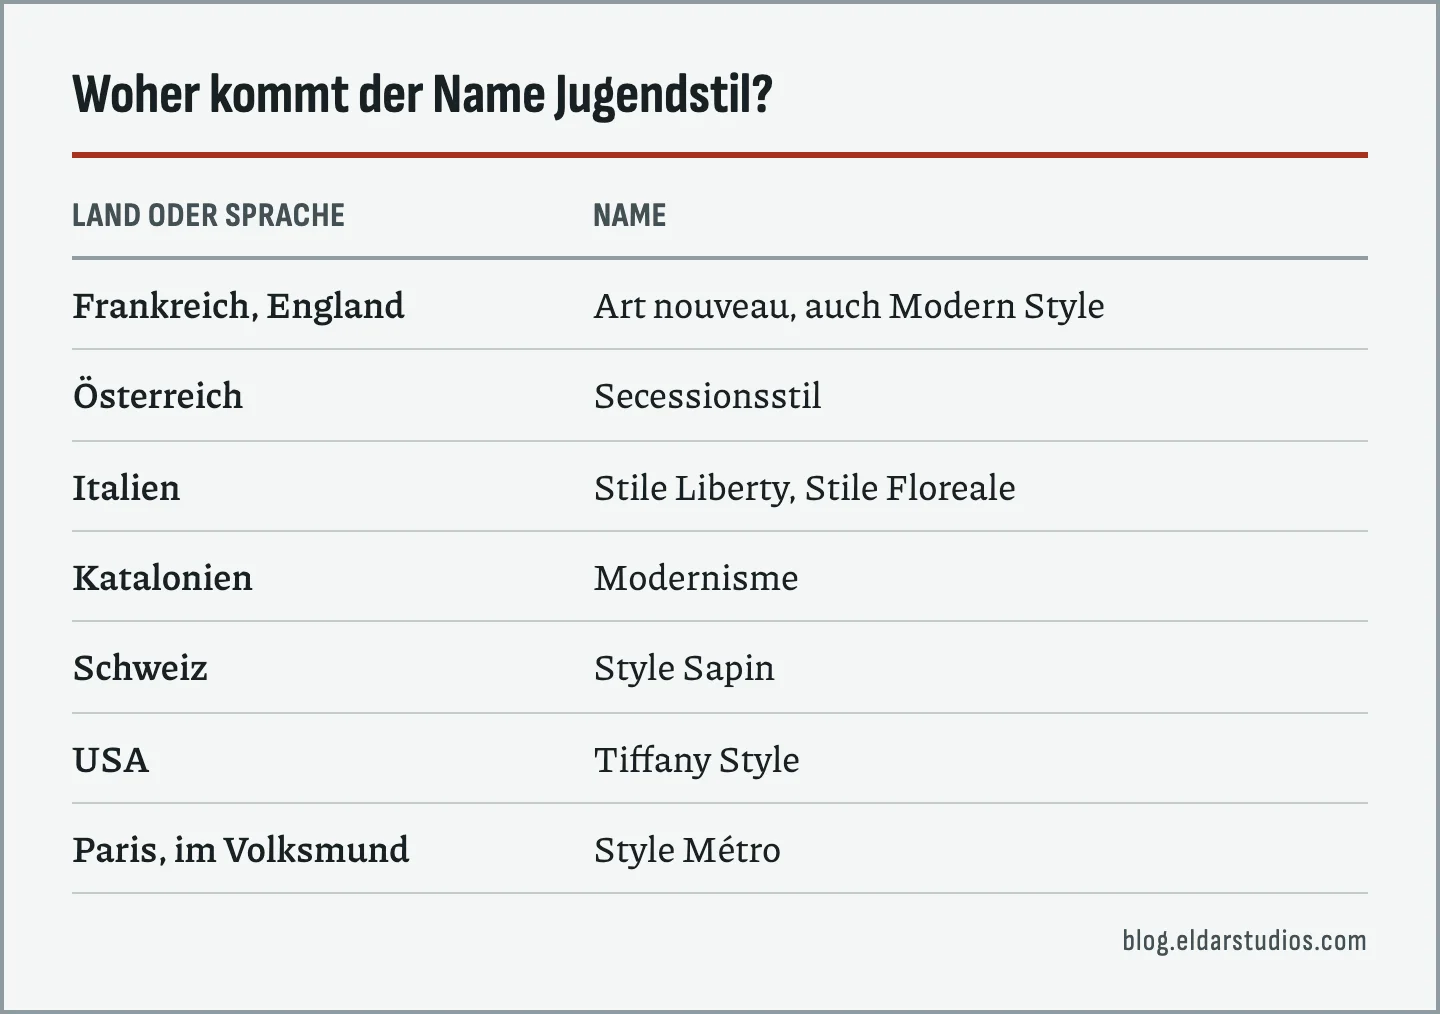 Woher kommt der Name Jugendstil?
LAND ODER SPRACHE NAME
Frankreich, England Art nouveau, auch Modern Style
Österreich Secessionsstil
Italien Stile Liberty, Stile Floreale
Katalonien Modernisme
Schweiz Style Sapin
USA Tiffany Style
Paris, im Volksmund Style Métro
blog.eldarstudios.com